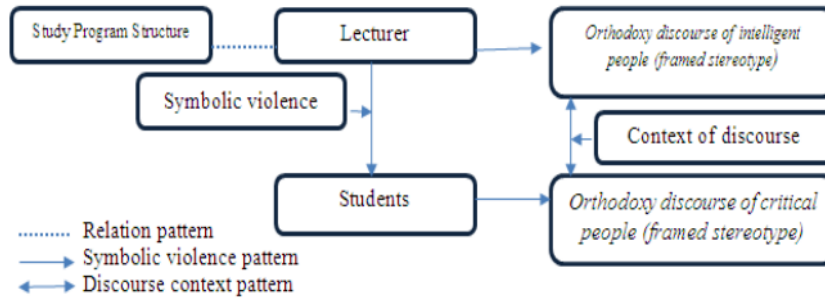 Study Program Structure
Lecturer
Orthodoxy discourse of intelligent
people (framed stereotype)
Symbolic violence
Context of discourse
Students
Orthodoxy discourse of critical
people (framed stereotype)
Relation pattern
Symbolic violence pattern
Discourse context pattern